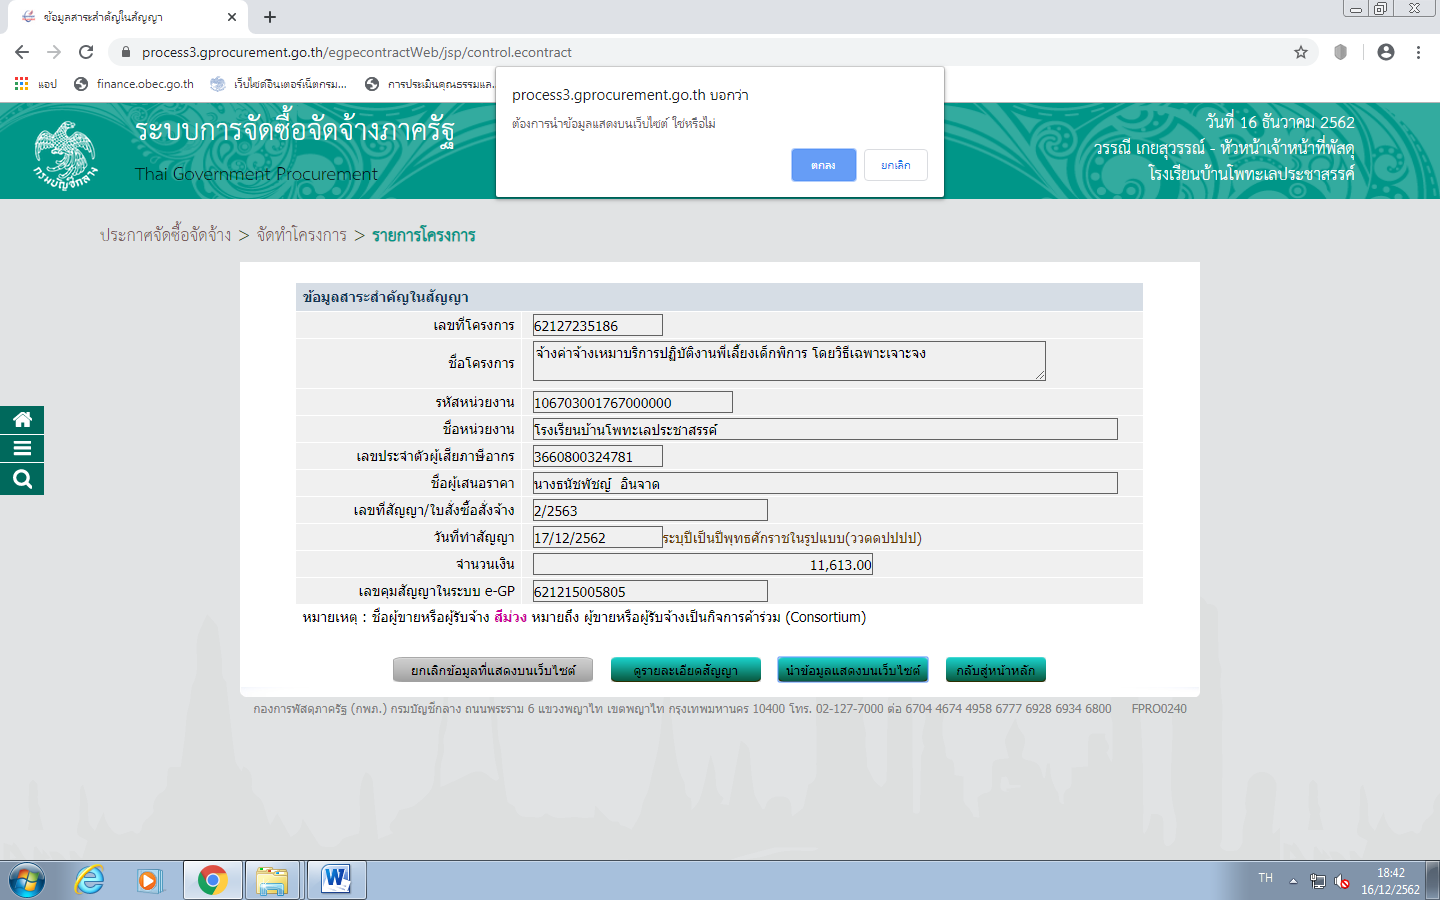 ข้อมูลสาระสำคัญในสัญญา
process3.gprocurement.go.th/egpecontractWeb/jsp/control.econtract
แอป finance.obec.go.th เว็บไซต์อินเตอร์เน็ตกรม... การประเมินคุณธรรมแล...
process3.gprocurement.go.th บอกว่า
ต้องการนำข้อมูลแสดงบนเว็บไซต์ ใช่หรือไม่
ตกลง ยกเลิก
กรมบัญชีกลาง
ระบบการจัดซื้อจัดจ้างภาครัฐ
Thai Government Procurement
วันที่ 16 ธันวาคม 2562
วรรณี เกยสุวรรณ์ - หัวหน้าเจ้าหน้าที่พัสดุ
โรงเรียนบ้านโพทะเลประชาสรรค์
ประกาศจัดซื้อจัดจ้าง > จัดทำโครงการ > รายการโครงการ
ข้อมูลสาระสำคัญในสัญญา
เลขที่โครงการ 62127235186
ชื่อโครงการ จ้างค่าจ้างเหมาบริการปฏิบัติงานพี่เลี้ยงเด็กพิการ โดยวิธีเฉพาะเจาะจง
รหัสหน่วยงาน 106703001767000000
ชื่อหน่วยงาน โรงเรียนบ้านโพทะเลประชาสรรค์
เลขประจำตัวผู้เสียภาษีอากร 3660800324781
ชื่อผู้เสนอราคา นางธนัชพัชญ์ อินจาด
เลขที่สัญญา/ใบสั่งซื้อสั่งจ้าง 2/2563
วันที่ทำสัญญา 17/12/2562 ระบุปีเป็นปีพุทธศักราชในรูปแบบ(ววดดปปปป)
จำนวนเงิน 11,613.00
เลขคุมสัญญาในระบบ e-GP 621215005805
หมายเหตุ : ชื่อผู้ขายหรือผู้รับจ้าง สีม่วง หมายถึง ผู้ขายหรือผู้รับจ้างเป็นกิจการค้าร่วม (Consortium)
ยกเลิกข้อมูลที่แสดงบนเว็บไซต์ ดูรายละเอียดสัญญา นำข้อมูลแสดงบนเว็บไซต์ กลับสู่หน้าหลัก
กองการพัสดุภาครัฐ (กพภ.) กรมบัญชีกลาง ถนนพระราม 6 แขวงพญาไท เขตพญาไท กรุงเทพมหานคร 10400 โทร. 02-127-7000 ต่อ 6704 4674 4958 6777 6928 6934 6800 FPRO0240
TH
18:42
16/12/2562